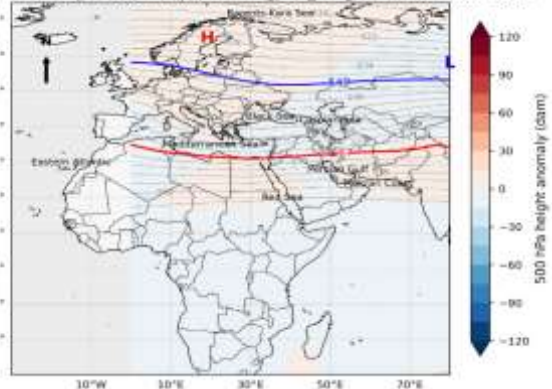 Barents-Kara Sea
H
L
540
Black Sea
Mediterranean Sea
Eastern Atlantic
Persian Gulf
Red Sea
10°W
10°E
30°E
50°E
70°E
120
90
60
30
0
−30
−60
−90
−120
500 hPa height anomaly (dam)